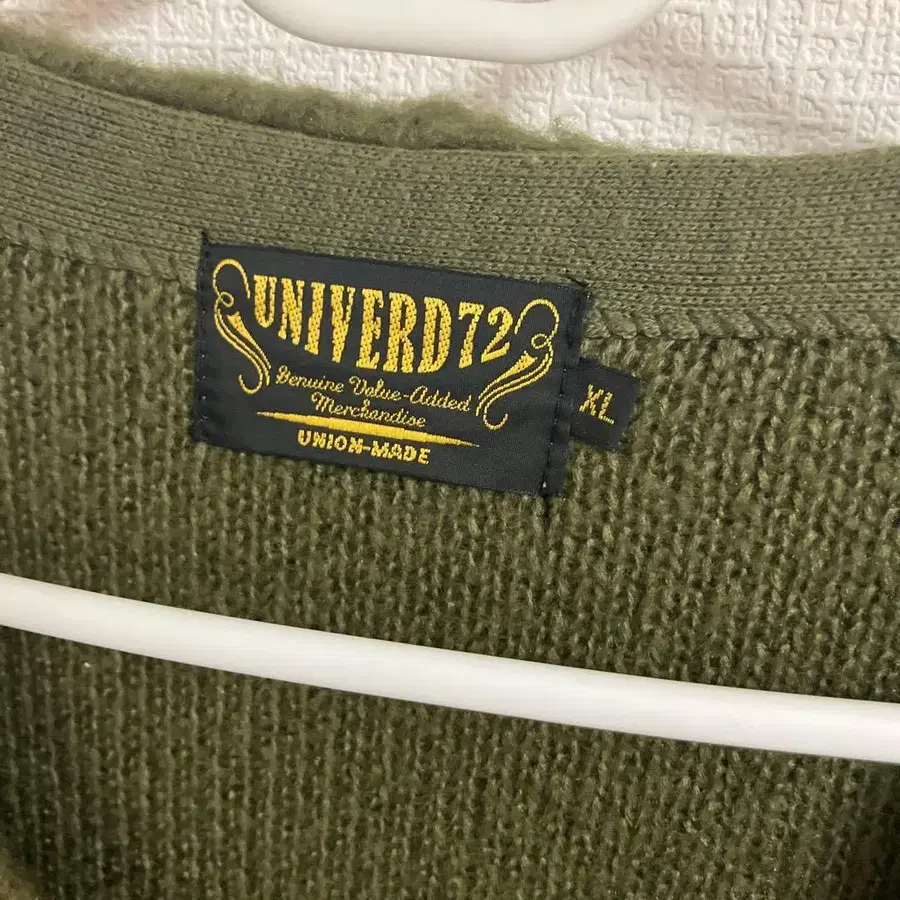 UNIVERD72
Genuine Value-Added
Merchandise
UNION-MADE
XL